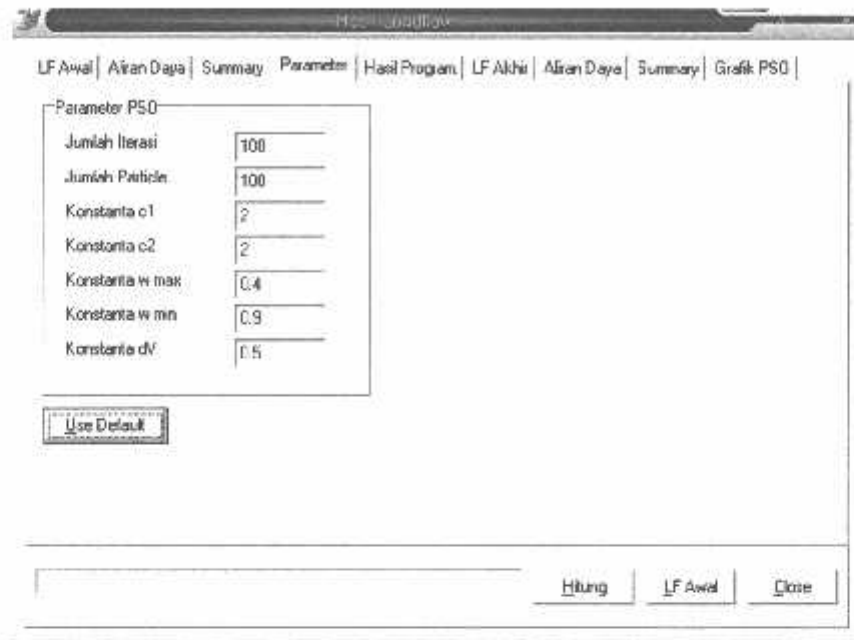 LF Awal Aliran Daya Summary Parameter Hasil Program LF Akhir Aliran Daya Summary Grafik PSO
Parameter PSO
Jumlah Iterasi 100
Jumlah Particle 100
Konstanta c1 2
Konstanta c2 2
Konstanta w max 0.4
Konstanta w min 0.9
Konstanta dV 0.5
Use Default
Hitung LF Awal Close